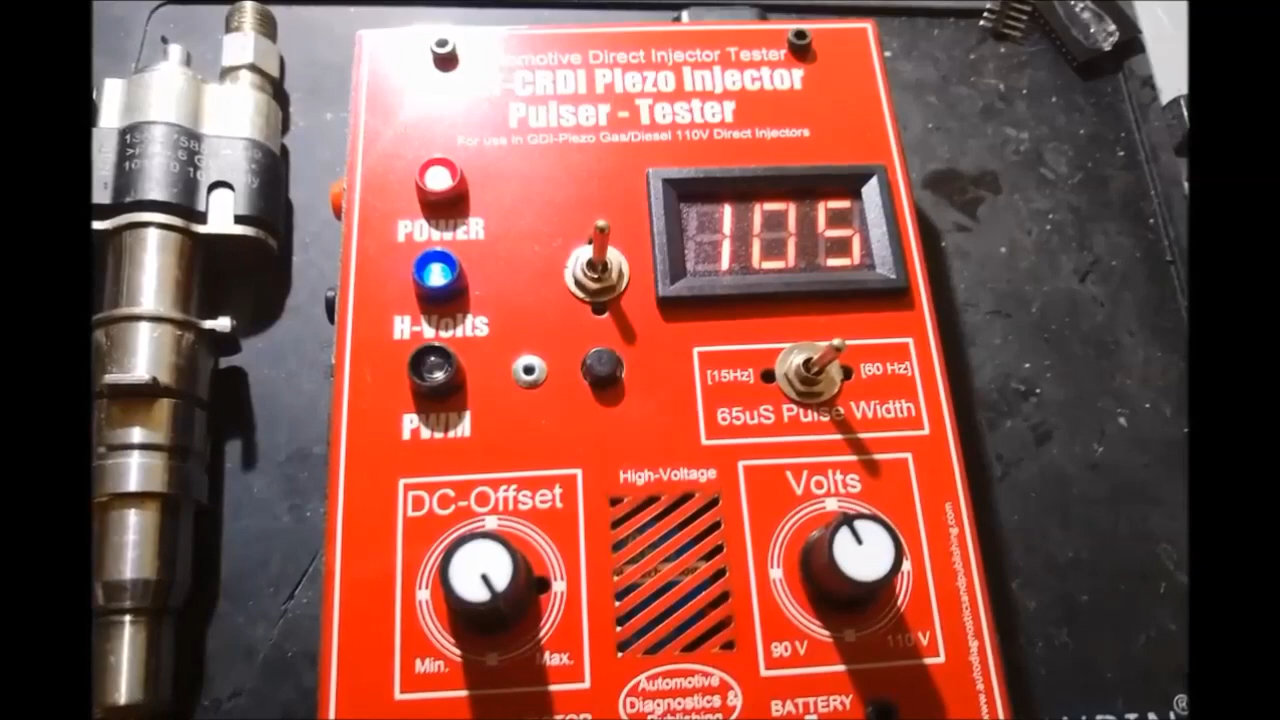 Automotive Direct Injector Tester
CRDI Piezo Injector
Pulser - Tester
For use in GDI-Piezo Gas/Diesel 110V Direct Injectors
105
POWER
H-Volts
PWM
[15Hz] [60 Hz]
65uS Pulse Width
DC-Offset
Min. Max.
High-Voltage
Volts
90 V 110 V
www.autodiagnosticsandpublishing.com
Automotive
Diagnostics &
Publishing
BATTERY